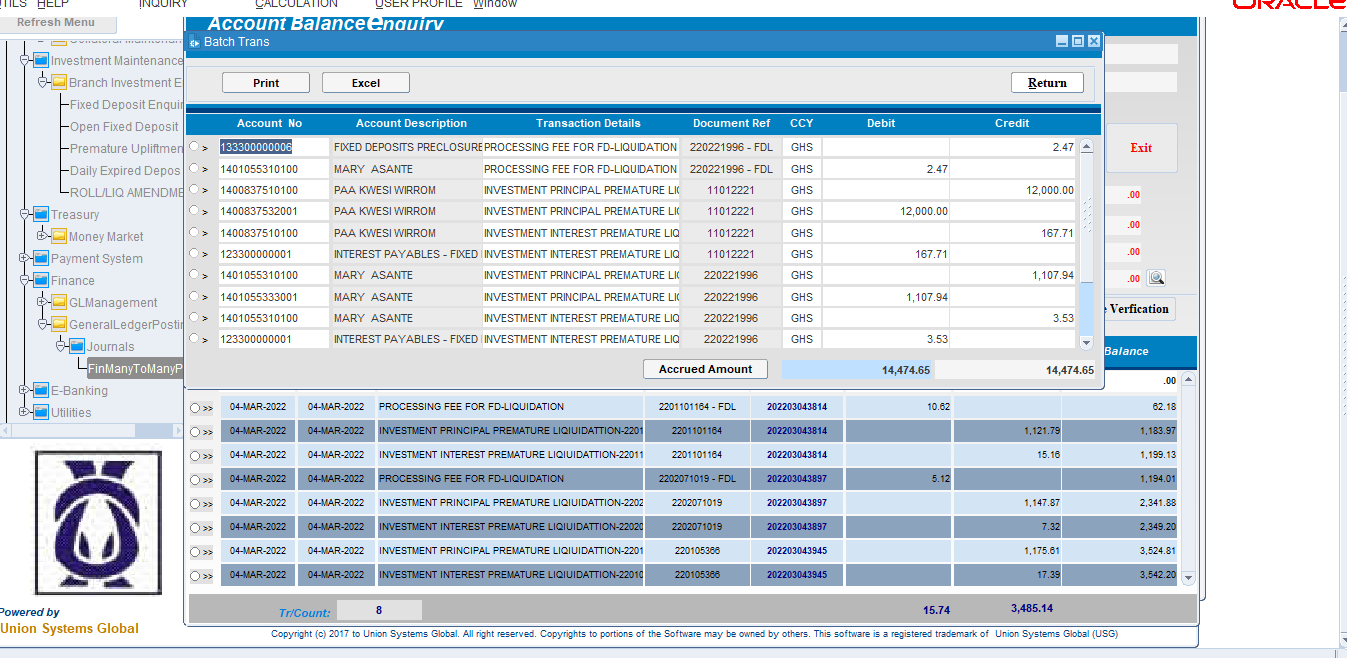 UTILS HELP INQUIRY CALCULATION USER PROFILE Window
ORACLE
Refresh Menu
Account Balance enquiry
Collateral Maintenan
Investment Maintenance
Branch Investment E
Fixed Deposit Enquir
Open Fixed Deposit
Premature Upliftmen
Daily Expired Depos
ROLL/LIQ AMENDME
Treasury
Money Market
Payment System
Finance
GLManagement
GeneralLedgerPostin
Journals
FinManyToManyP
E-Banking
Utilities
Powered by
Union Systems Global
Batch Trans
Print Excel Return
Account No Account Description Transaction Details Document Ref CCY Debit Credit
> 133300000006 FIXED DEPOSITS PRECLOSURE PROCESSING FEE FOR FD-LIQUIDATION 220221996 - FDL GHS 2.47
> 1401055310100 MARY ASANTE PROCESSING FEE FOR FD-LIQUIDATION 220221996 - FDL GHS 2.47
> 1400837510100 PAA KWESI WIRROM INVESTMENT PRINCIPAL PREMATURE LI 11012221 GHS 12,000.00
> 1400837532001 PAA KWESI WIRROM INVESTMENT PRINCIPAL PREMATURE LI 11012221 GHS 12,000.00
> 1400837510100 PAA KWESI WIRROM INVESTMENT INTEREST PREMATURE LIQ 11012221 GHS 167.71
> 123300000001 INTEREST PAYABLES - FIXED INVESTMENT INTEREST PREMATURE LIQ 11012221 GHS 167.71
> 1401055310100 MARY ASANTE INVESTMENT PRINCIPAL PREMATURE LI 220221996 GHS 1,107.94
> 1401055333001 MARY ASANTE INVESTMENT PRINCIPAL PREMATURE LI 220221996 GHS 1,107.94
> 1401055310100 MARY ASANTE INVESTMENT INTEREST PREMATURE LIQ 220221996 GHS 3.53
> 123300000001 INTEREST PAYABLES - FIXED INVESTMENT INTEREST PREMATURE LIQ 220221996 GHS 3.53
Accrued Amount 14,474.65 14,474.65
Exit
.00
.00
.00
.00
e Verfication
Balance
.00
>> 04-MAR-2022 04-MAR-2022 PROCESSING FEE FOR FD-LIQUIDATION 2201101164 - FDL 202203043814 10.62 62.18
>> 04-MAR-2022 04-MAR-2022 INVESTMENT PRINCIPAL PREMATURE LIQIUIDATTION-2201 2201101164 202203043814 1,121.79 1,183.97
>> 04-MAR-2022 04-MAR-2022 INVESTMENT INTEREST PREMATURE LIQIUIDATTION-22011 2201101164 202203043814 15.16 1,199.13
>> 04-MAR-2022 04-MAR-2022 PROCESSING FEE FOR FD-LIQUIDATION 2202071019 - FDL 202203043897 5.12 1,194.01
>> 04-MAR-2022 04-MAR-2022 INVESTMENT PRINCIPAL PREMATURE LIQIUIDATTION-2202 2202071019 202203043897 1,147.87 2,341.88
>> 04-MAR-2022 04-MAR-2022 INVESTMENT INTEREST PREMATURE LIQIUIDATTION-22020 2202071019 202203043897 7.32 2,349.20
>> 04-MAR-2022 04-MAR-2022 INVESTMENT PRINCIPAL PREMATURE LIQIUIDATTION-2201 220105366 202203043945 1,175.61 3,524.81
>> 04-MAR-2022 04-MAR-2022 INVESTMENT INTEREST PREMATURE LIQIUIDATTION-22010 220105366 202203043945 17.39 3,542.20
Tr/Count: 8 15.74 3,485.14
Copyright (c) 2017 to Union Systems Global. All right reserved. Copyrights to portions of the Software may be owned by others. This software is a registered trademark of Union Systems Global (USG)